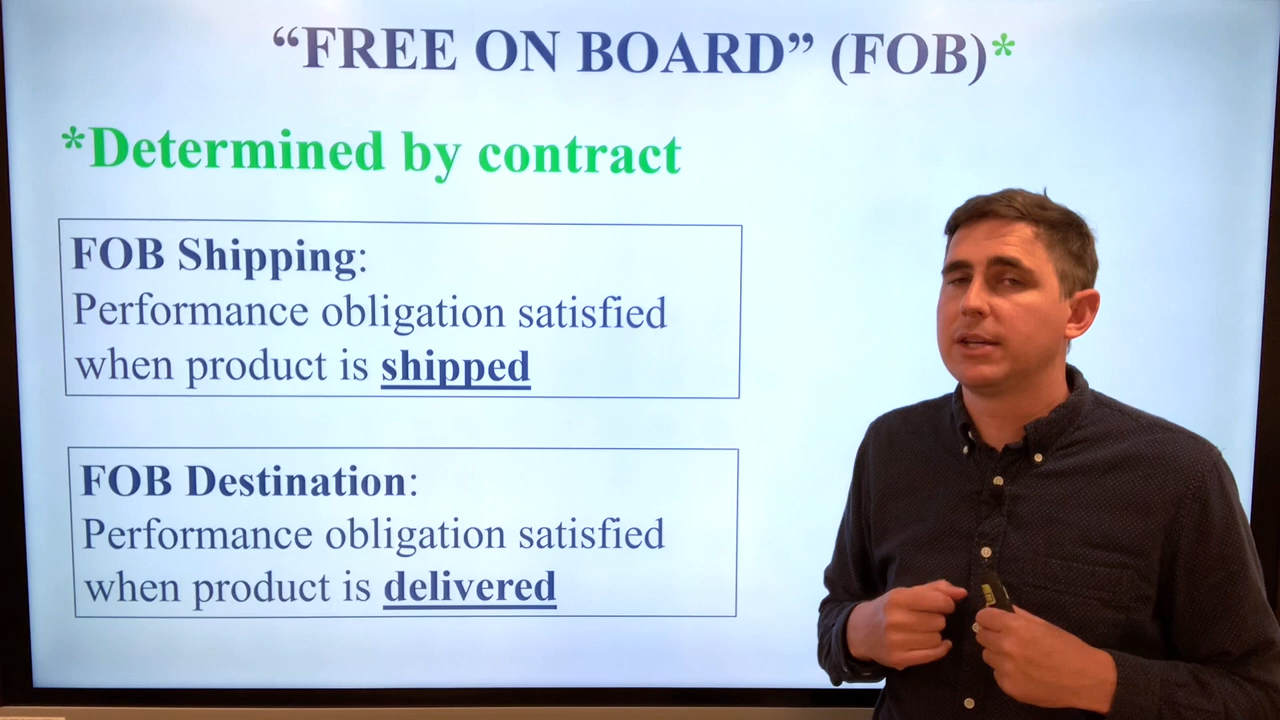 “FREE ON BOARD” (FOB)*
*Determined by contract
FOB Shipping:
Performance obligation satisfied
when product is shipped
FOB Destination:
Performance obligation satisfied
when product is delivered